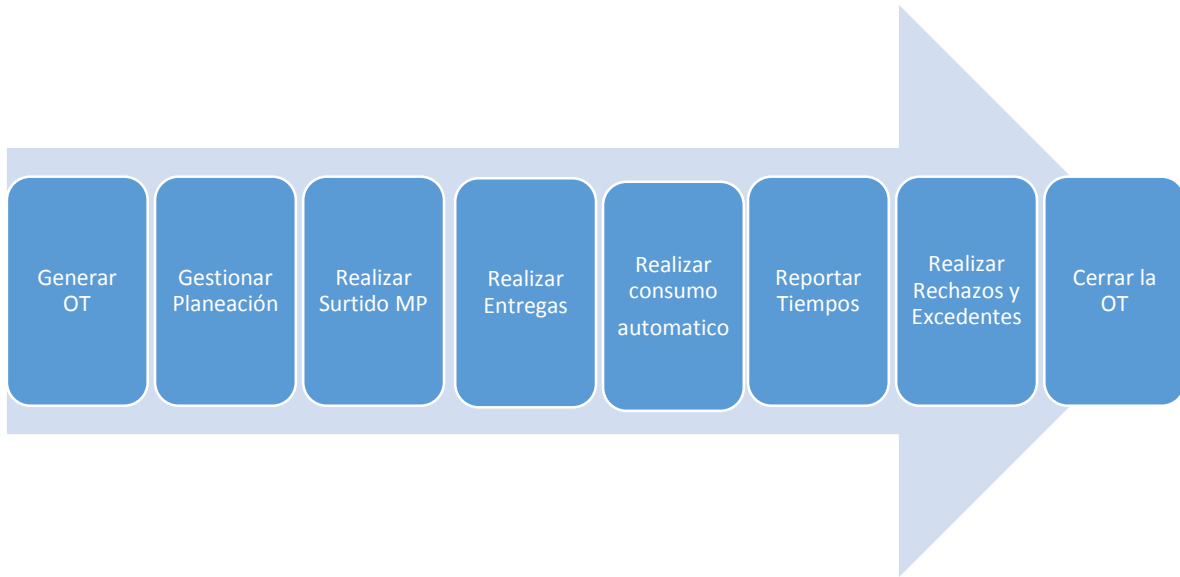 Generar
OT
Gestionar
Planeación
Realizar
Surtido MP
Realizar
Entregas
Realizar
consumo
automatico
Reportar
Tiempos
Realizar
Rechazos y
Excedentes
Cerrar la
OT